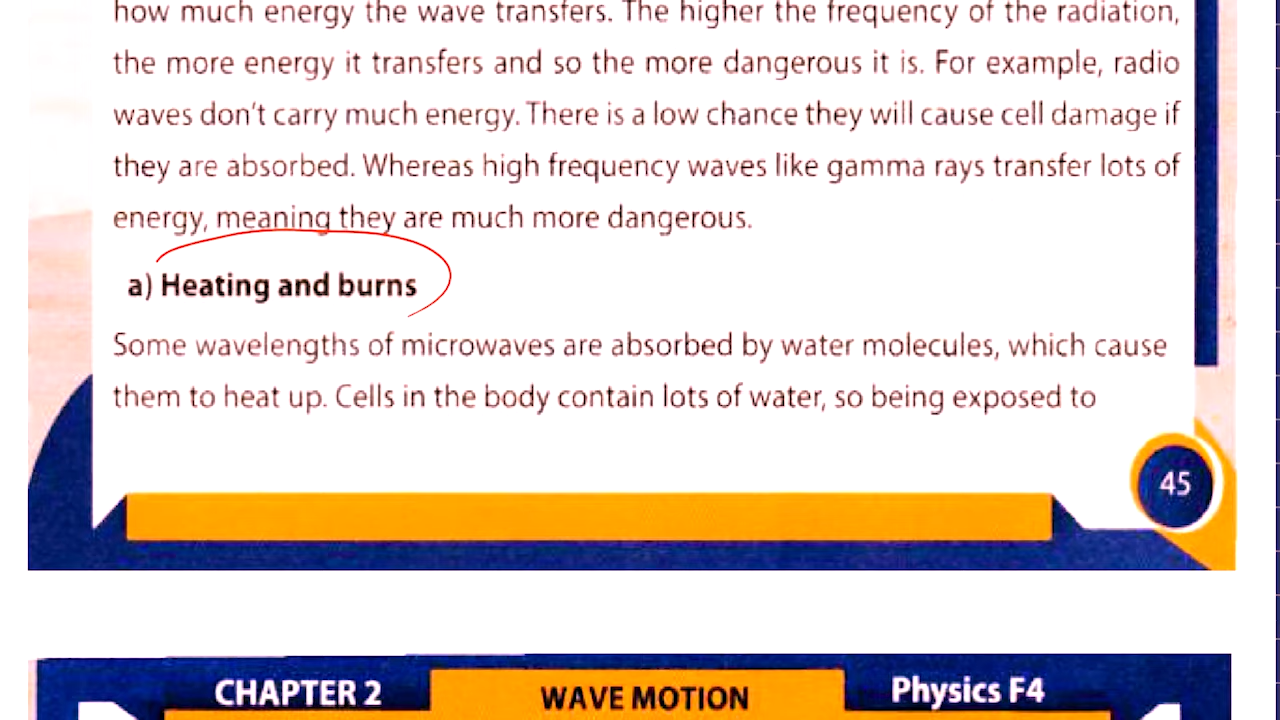 how much energy the wave transfers. The higher the frequency of the radiation,
the more energy it transfers and so the more dangerous it is. For example, radio
waves don't carry much energy. There is a low chance they will cause cell damage if
they are absorbed. Whereas high frequency waves like gamma rays transfer lots of
energy, meaning they are much more dangerous.
a) Heating and burns
Some wavelengths of microwaves are absorbed by water molecules, which cause
them to heat up. Cells in the body contain lots of water, so being exposed to
45
CHAPTER 2 WAVE MOTION Physics F4